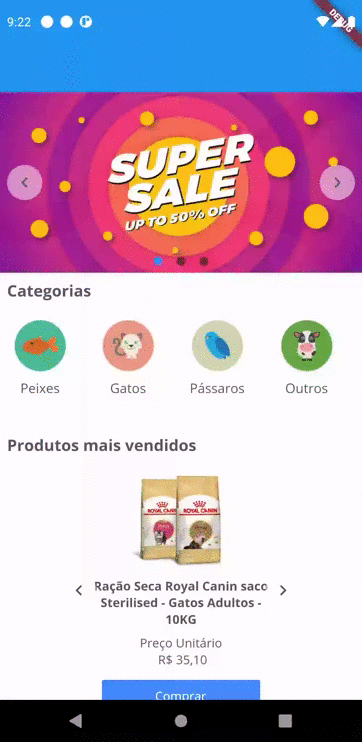 9:22
DEBUG
SUPER
SALE
UP TO 50% OFF
Categorias
Peixes
Gatos
Pássaros
Outros
Produtos mais vendidos
ROYAL CANIN
ROYAL CANIN
Ração Seca Royal Canin saco
Sterilised - Gatos Adultos -
10KG
Preço Unitário
R$ 35,10
Comprar